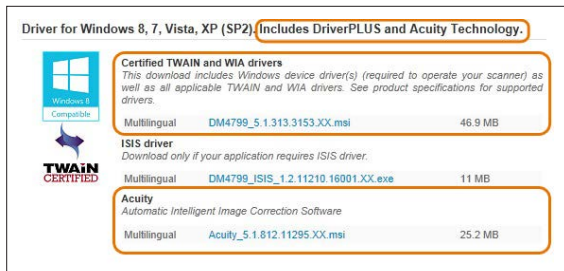 Driver for Windows 8, 7, Vista, XP (SP2). Includes DriverPLUS and Acuity Technology.
Certified TWAIN and WIA drivers
This download includes Windows device driver(s) (required to operate your scanner) as
well as all applicable TWAIN and WIA drivers. See product specifications for supported
drivers.
Windows 8
Compatible
Multilingual DM4799_5.1.313.3153.XX.msi 46.9 MB
ISIS driver
Download only if your application requires ISIS driver.
TWAIN
CERTIFIED
Multilingual DM4799_ISIS_1.2.11210.16001.XX.exe 11 MB
Acuity
Automatic Intelligent Image Correction Software
Multilingual Acuity_5.1.812.11295.XX.msi 25.2 MB